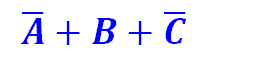 A̅ + B + C̅